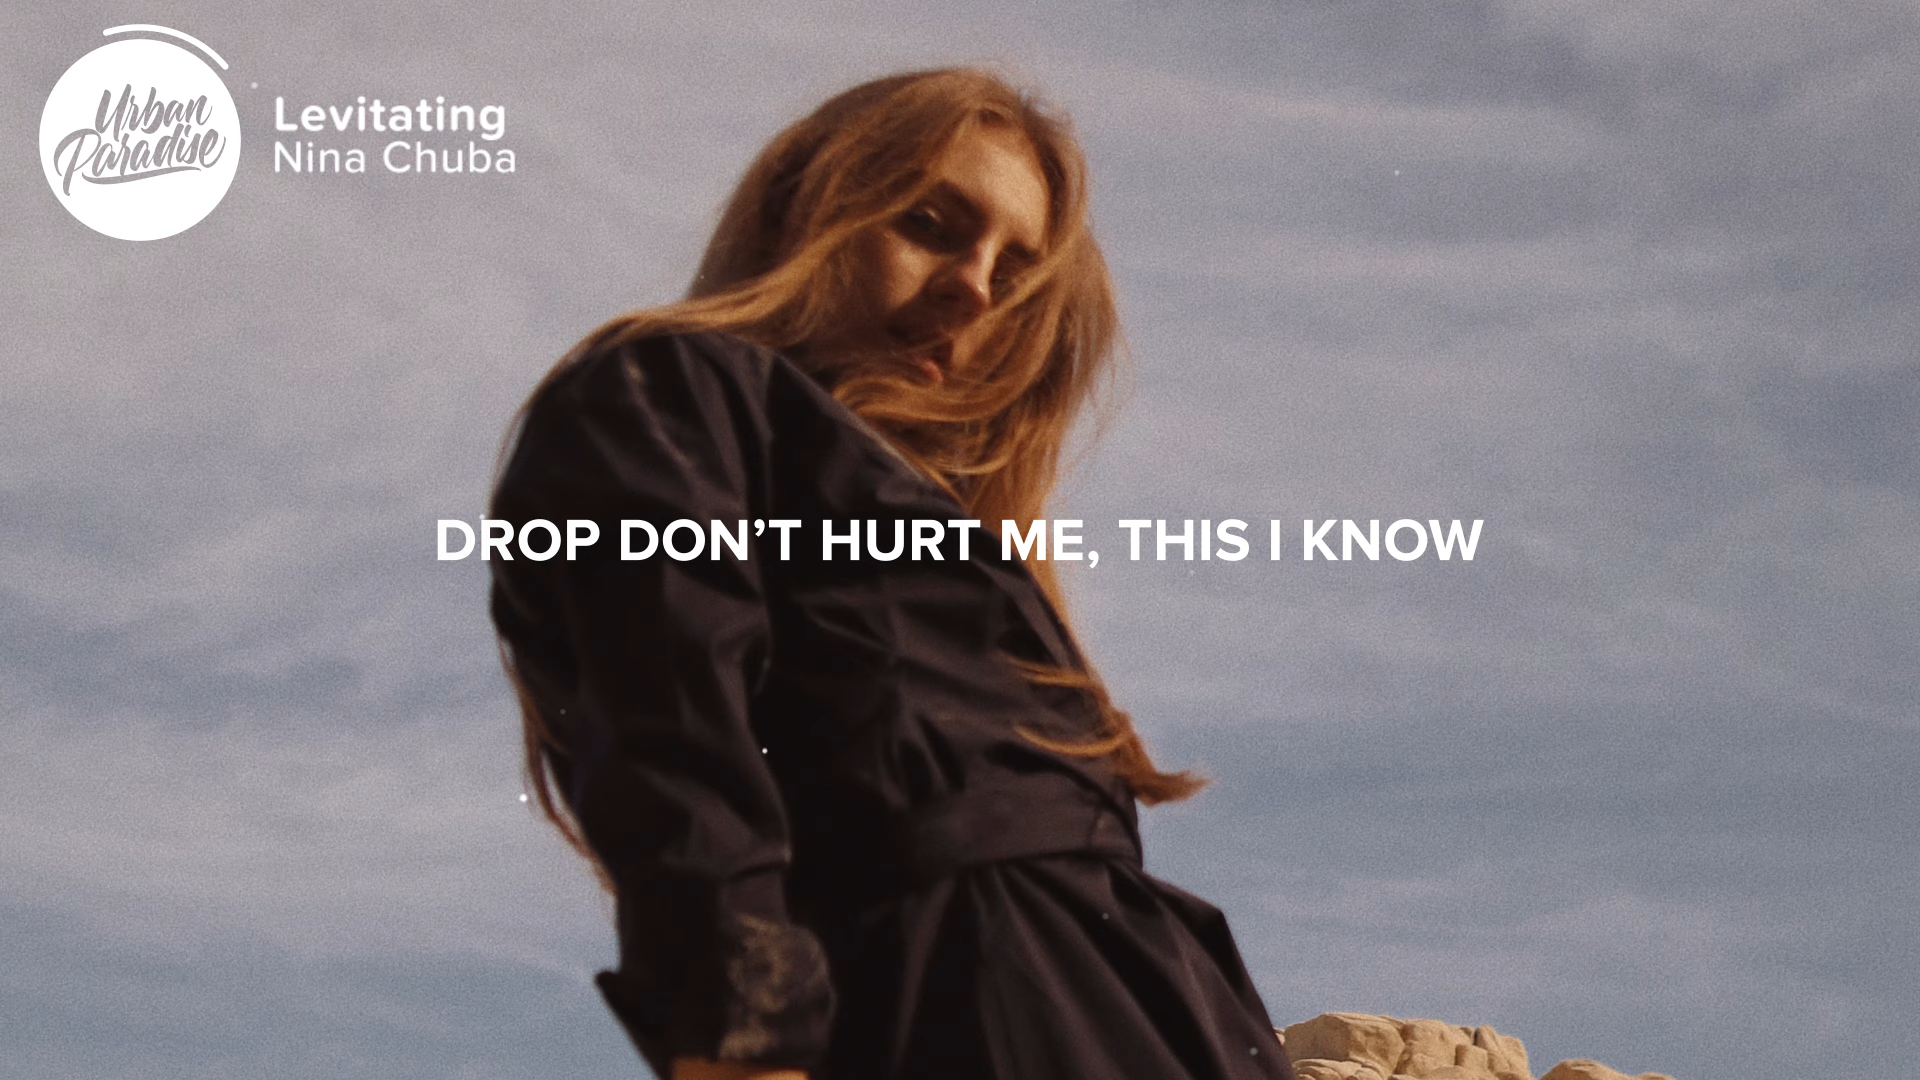 Urban
Paradise
Levitating
Nina Chuba
DROP DON’T HURT ME, THIS I KNOW